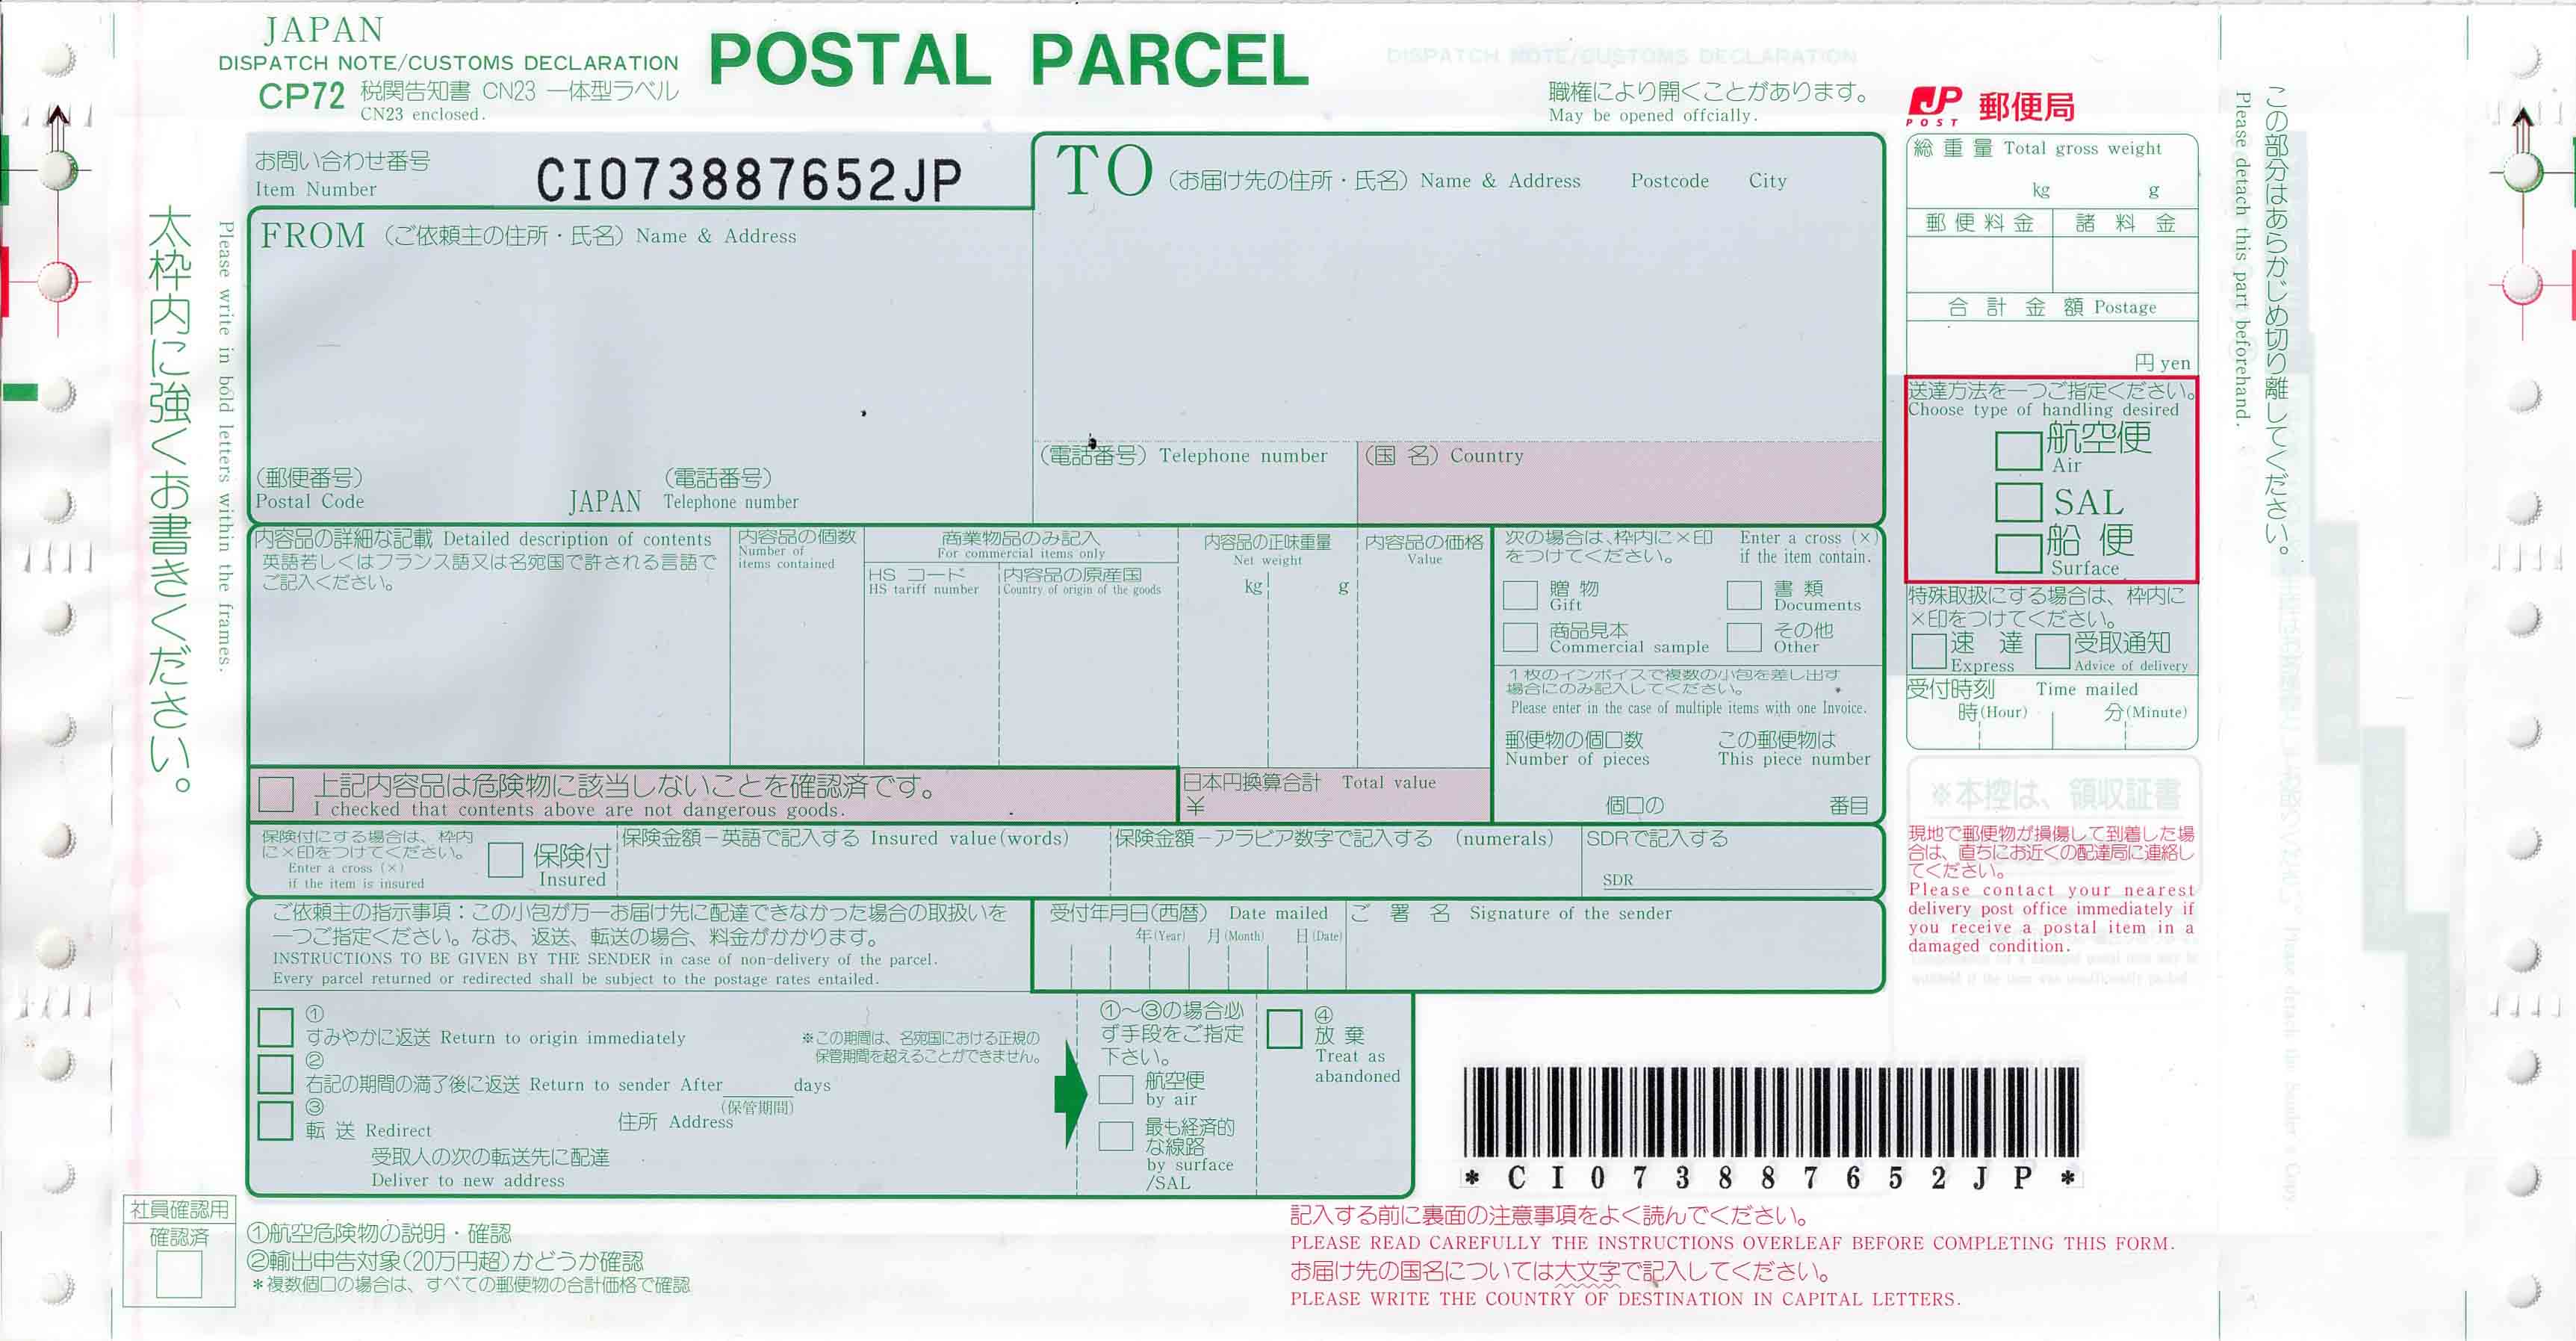 JAPAN
DISPATCH NOTE/CUSTOMS DECLARATION
CP72 税関告知書 CN23 一体型ラベル
CN23 enclosed.
POSTAL PARCEL
職権により開くことがあります。
May be opened offcially.
JP POST 郵便局
お問い合わせ番号
Item Number
CI073887652JP
FROM (ご依頼主の住所・氏名) Name & Address
(郵便番号)
Postal Code
JAPAN
(電話番号)
Telephone number
TO (お届け先の住所・氏名) Name & Address Postcode City
(電話番号) Telephone number
(国 名) Country
総 重 量 Total gross weight
kg g
郵 便 料 金
諸 料 金
合 計 金 額 Postage
円 yen
送達方法を一つご指定ください。
Choose type of handling desired
航空便
Air
SAL
船 便
Surface
特殊取扱にする場合は、枠内に
×印をつけてください。
速 達
Express
受取通知
Advice of delivery
受付時刻 Time mailed
時(Hour) 分(Minute)
内容品の詳細な記載 Detailed description of contents
英語若しくはフランス語又は名宛国で許される言語で
ご記入ください。
内容品の個数
Number of
items contained
商業物品のみ記入
For commercial items only
HS コード
HS tariff number
内容品の原産国
Country of origin of the goods
内容品の正味重量
Net weight
kg g
内容品の価格
Value
次の場合は、枠内に×印
をつけてください。
Enter a cross (×)
if the item contain.
贈 物
Gift
書 類
Documents
商品見本
Commercial sample
その他
Other
1枚のインボイスで複数の小包を差し出す
場合にのみ記入してください。
Please enter in the case of multiple items with one Invoice.
郵便物の個口数
Number of pieces
この郵便物は
This piece number
個口の 番目
上記内容品は危険物に該当しないことを確認済です。
I checked that contents above are not dangerous goods.
日本円換算合計 Total value
¥
保険付にする場合は、枠内
に×印をつけてください。
Enter a cross (×)
if the item is insured
保険付
Insured
保険金額－英語で記入する Insured value(words)
保険金額－アラビア数字で記入する (numerals)
SDRで記入する
SDR
ご依頼主の指示事項：この小包が万一お届け先に配達できなかった場合の取扱いを
一つご指定ください。なお、返送、転送の場合、料金がかかります。
INSTRUCTIONS TO BE GIVEN BY THE SENDER in case of non-delivery of the parcel.
Every parcel returned or redirected shall be subject to the postage rates entailed.
受付年月日(西暦) Date mailed
年(Year) 月(Month) 日(Date)
ご 署 名 Signature of the sender
①
すみやかに返送 Return to origin immediately
②
右記の期間の満了後に返送 Return to sender After days
(保管期間)
※この期間は、名宛国における正規の
保管期間を超えることができません。
③
転 送 Redirect
住所 Address
受取人の次の転送先に配達
Deliver to new address
①～③の場合必
ず手段をご指定
下さい。
航空便
by air
最も経済的
な線路
by surface
/SAL
④
放 棄
Treat as
abandoned
※本控は、領収証書
現地で郵便物が損傷して到着した場
合は、直ちにお近くの配達局に連絡し
てください。
Please contact your nearest
delivery post office immediately if
you receive a postal item in a
damaged condition.
*CI073887652JP*
社員確認用
確認済
①航空危険物の説明・確認
②輸出申告対象(20万円超)かどうか確認
*複数個口の場合は、すべての郵便物の合計価格で確認
記入する前に裏面の注意事項をよく読んでください。
PLEASE READ CAREFULLY THE INSTRUCTIONS OVERLEAF BEFORE COMPLETING THIS FORM.
お届け先の国名については大文字で記入してください。
PLEASE WRITE THE COUNTRY OF DESTINATION IN CAPITAL LETTERS.
太枠内に強くお書きください。
Please write in bold letters within the frames.
この部分はあらかじめ切り離してください。
Please detach this part beforehand.
DISPATCH NOTE/CUSTOMS DECLARATION